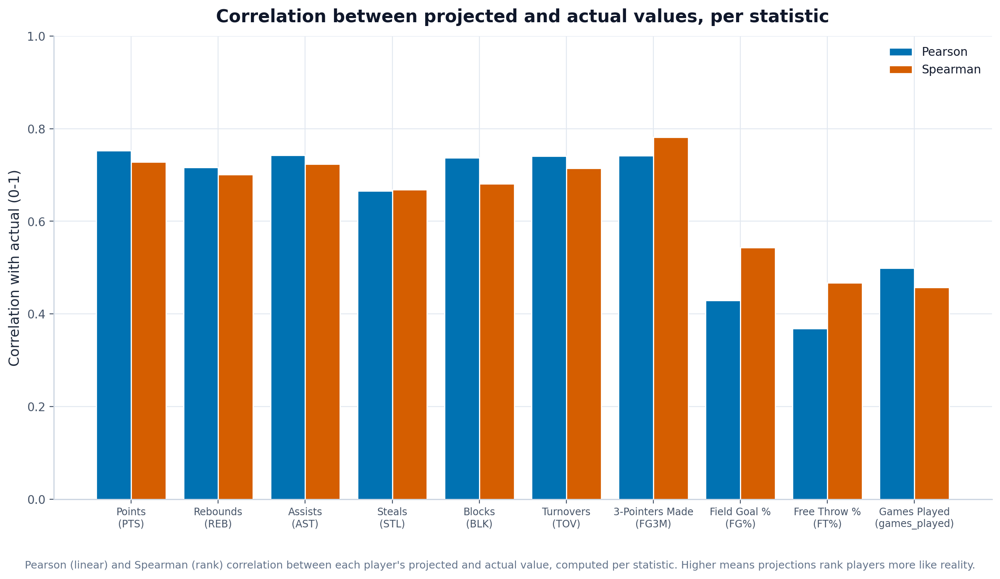 Correlation between projected and actual values, per statistic
Correlation with actual (0-1)
1.0
0.8
0.6
0.4
0.2
0.0
Pearson
Spearman
Points
(PTS)
Rebounds
(REB)
Assists
(AST)
Steals
(STL)
Blocks
(BLK)
Turnovers
(TOV)
3-Pointers Made
(FG3M)
Field Goal %
(FG%)
Free Throw %
(FT%)
Games Played
(games_played)
Pearson (linear) and Spearman (rank) correlation between each player's projected and actual value, computed per statistic. Higher means projections rank players more like reality.